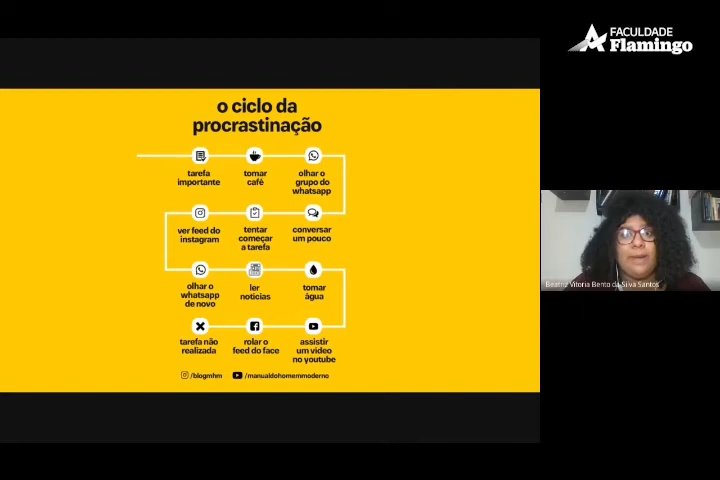 FACULDADE
Flamingo
o ciclo da
procrastinação
tarefa
importante
tomar
café
olhar o
grupo do
whatsapp
ver feed do
instagram
tentar
começar
a tarefa
conversar
um pouco
olhar o
whatsapp
de novo
ler
notícias
tomar
água
tarefa não
realizada
rolar o
feed do face
assistir
um vídeo
no youtube
/blogmhm
/manualdohomemmoderno
Beatriz Vitoria Bento da Silva Santos